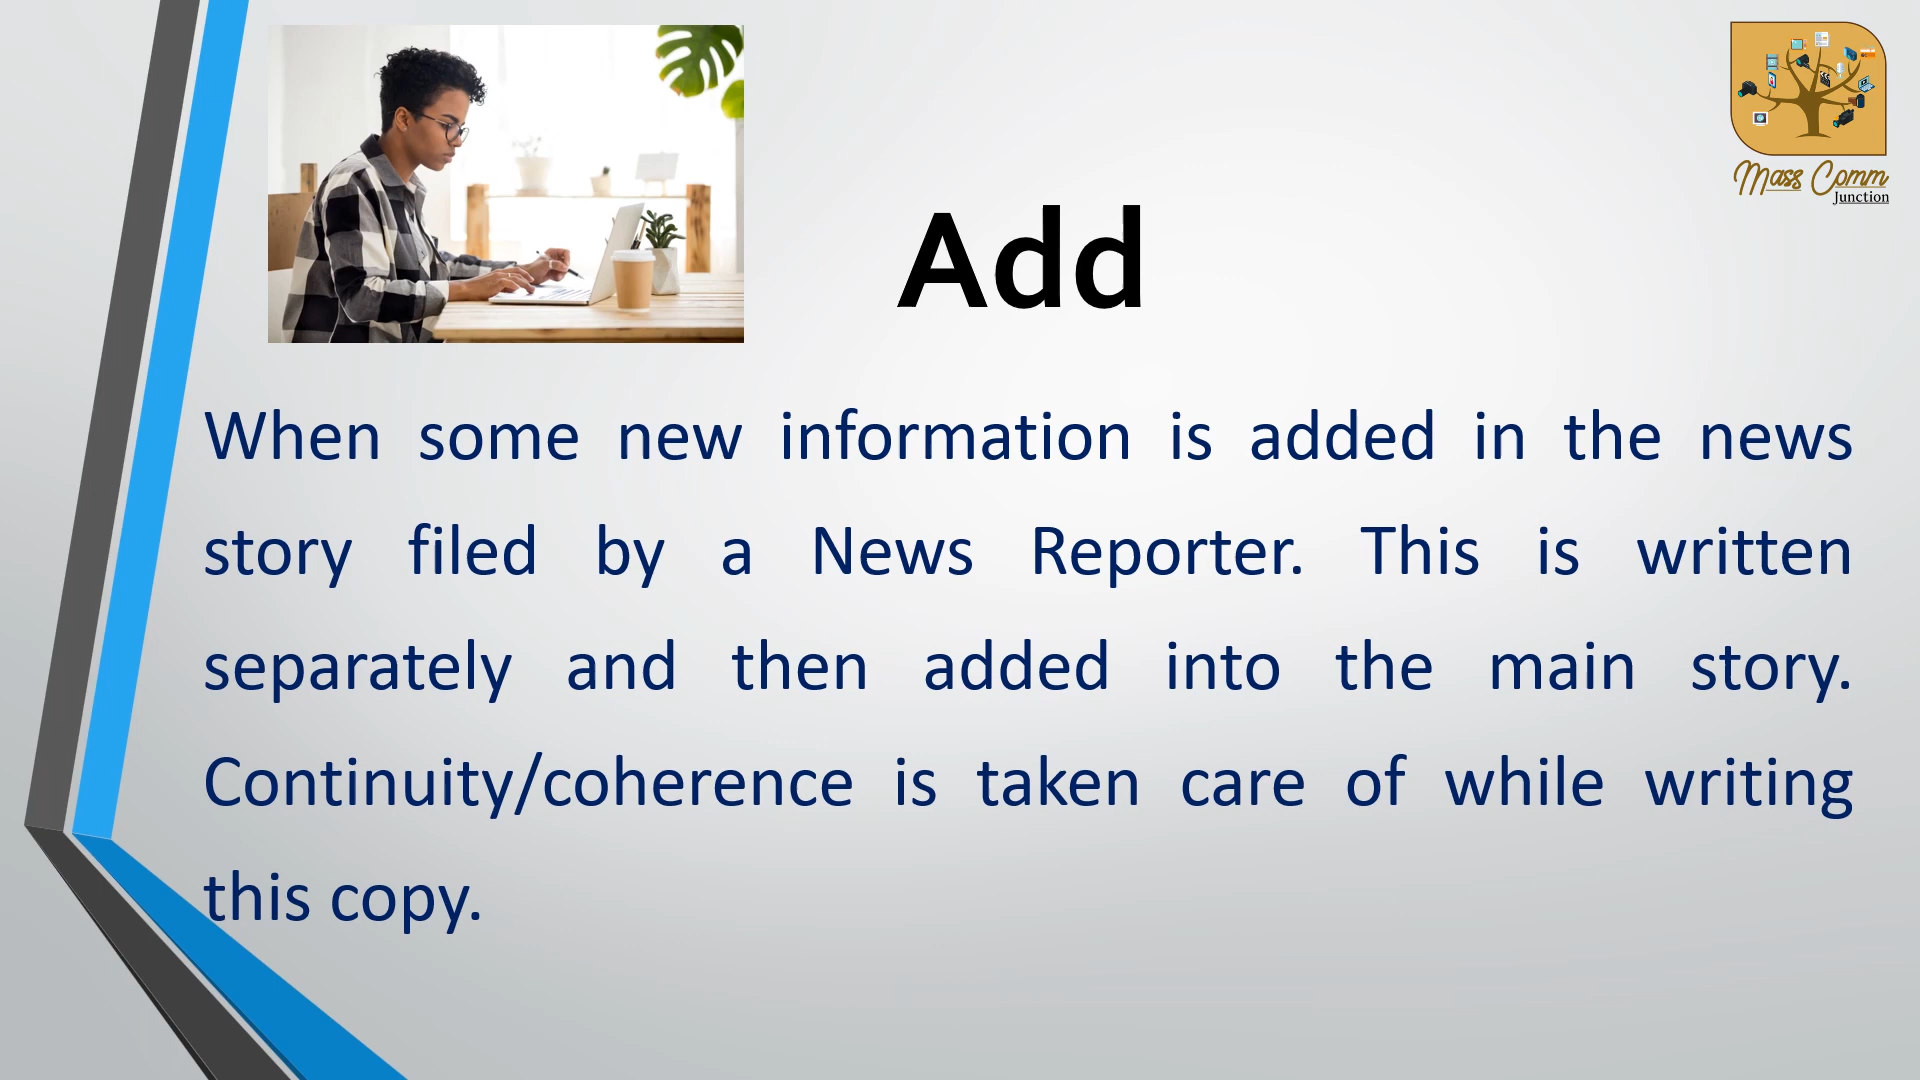 Mass Comm
Junction
Add
When some new information is added in the news
story filed by a News Reporter. This is written
separately and then added into the main story.
Continuity/coherence is taken care of while writing
this copy.